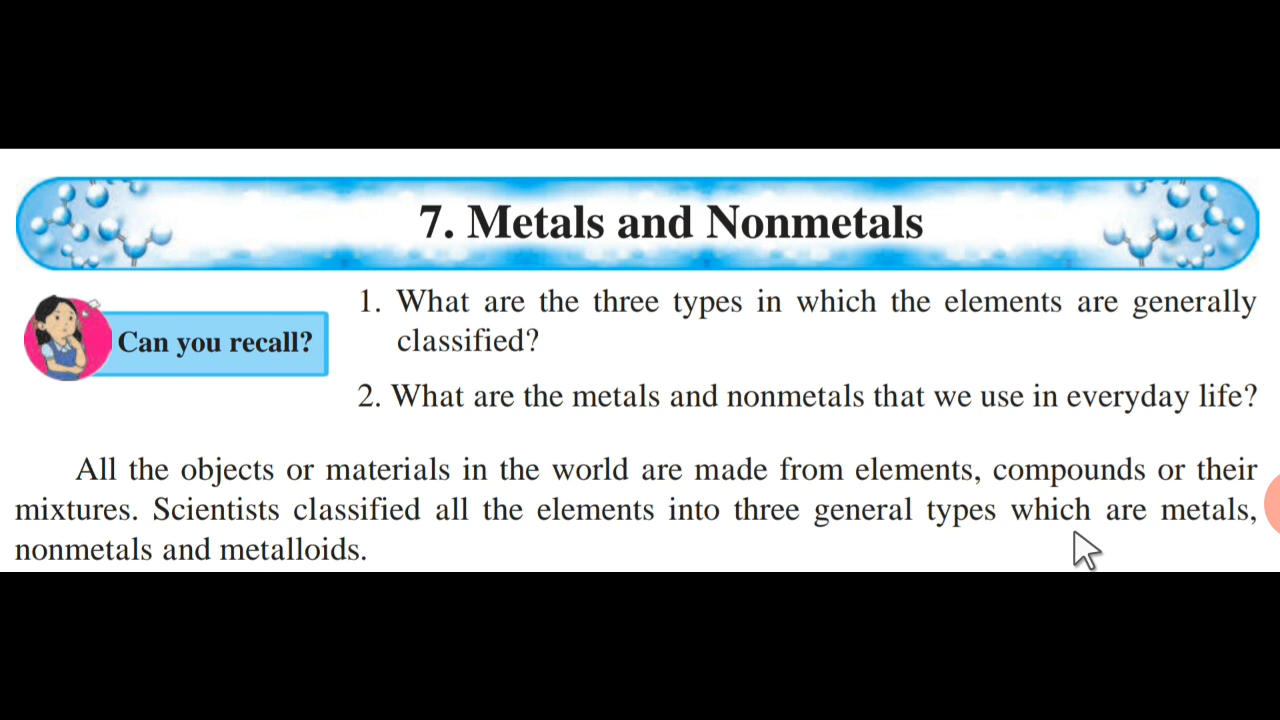 7. Metals and Nonmetals
Can you recall?
1. What are the three types in which the elements are generally
classified?
2. What are the metals and nonmetals that we use in everyday life?
All the objects or materials in the world are made from elements, compounds or their
mixtures. Scientists classified all the elements into three general types which are metals,
nonmetals and metalloids.